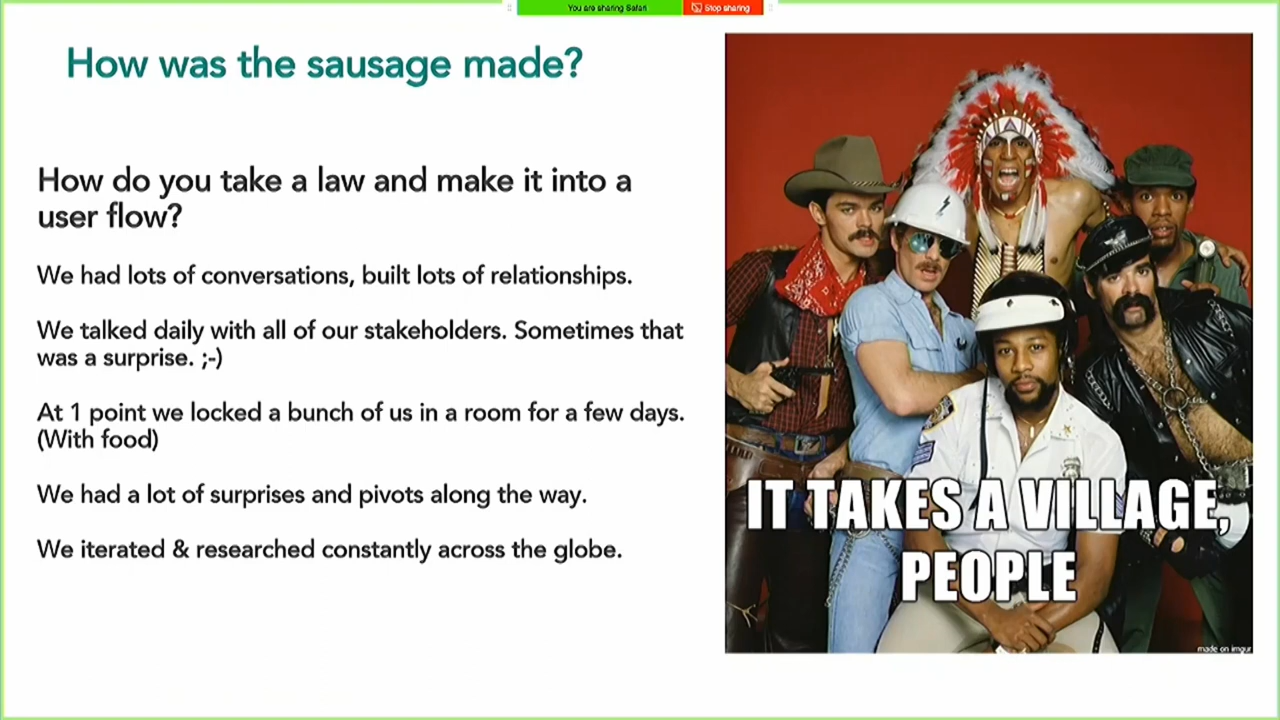 You are sharing Safari
Stop sharing
How was the sausage made?
How do you take a law and make it into a
user flow?
We had lots of conversations, built lots of relationships.
We talked daily with all of our stakeholders. Sometimes that
was a surprise. ;-)
At 1 point we locked a bunch of us in a room for a few days.
(With food)
We had a lot of surprises and pivots along the way.
We iterated & researched constantly across the globe.
IT TAKES A VILLAGE,
PEOPLE
made on imgur